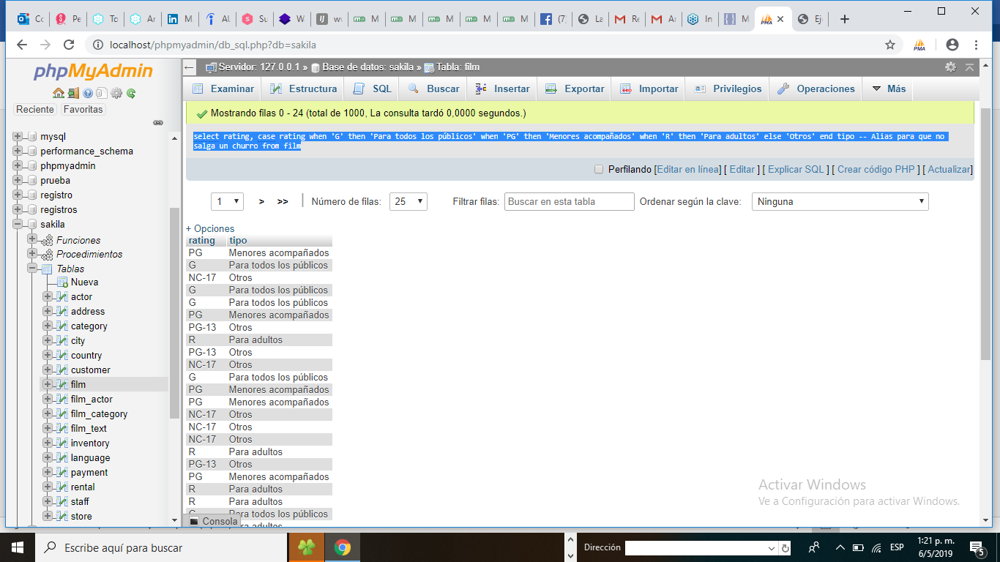 Co
Pe
To
Ar
M
AU
Su
W
wv
M
M
M
M
M
(7)
La
Re
Ar
In
M
PMA
Eje
localhost/phpmyadmin/db_sql.php?db=sakila
PMA
phpMyAdmin
Reciente Favoritas
mysql
performance_schema
phpmyadmin
prueba
registro
registros
sakila
Funciones
Procedimientos
Tablas
Nueva
actor
address
category
city
country
customer
film
film_actor
film_category
film_text
inventory
language
payment
rental
staff
store
Servidor: 127.0.0.1 » Base de datos: sakila » Tabla: film
Examinar Estructura SQL Buscar Insertar Exportar Importar Privilegios Operaciones Más
Mostrando filas 0 - 24 (total de 1000, La consulta tardó 0,0000 segundos.)
select rating, case rating when 'G' then 'Para todos los públicos' when 'PG' then 'Menores acompañados' when 'R' then 'Para adultos' else 'Otros' end tipo -- Alias para que no
salga un churro from film
Perfilando [Editar en línea] [ Editar ] [ Explicar SQL ] [ Crear código PHP ] [ Actualizar]
1 > >> | Número de filas: 25 Filtrar filas: Buscar en esta tabla Ordenar según la clave: Ninguna
+ Opciones
rating tipo
PG Menores acompañados
G Para todos los públicos
NC-17 Otros
G Para todos los públicos
G Para todos los públicos
PG Menores acompañados
PG-13 Otros
R Para adultos
PG-13 Otros
NC-17 Otros
G Para todos los públicos
PG Menores acompañados
PG Menores acompañados
NC-17 Otros
NC-17 Otros
NC-17 Otros
R Para adultos
PG-13 Otros
PG Menores acompañados
R Para adultos
R Para adultos
G Para todos los públicos
Consola
Activar Windows
Ve a Configuración para activar Windows.
Escribe aquí para buscar
Dirección
ESP
1:21 p. m.
6/5/2019
5